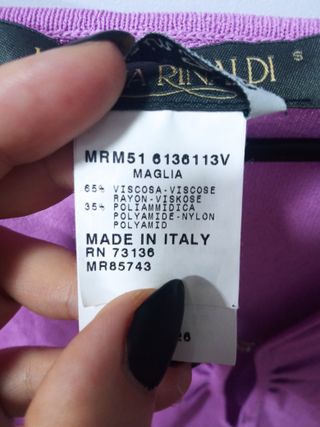 RINALDI
S
MRM51 6136113V
MAGLIA
65% VISCOSA-VISCOSE
RAYON-VISKOSE
35% POLIAMMIDICA
POLYAMIDE-NYLON
POLYAMID
MADE IN ITALY
RN 73136
MR85743